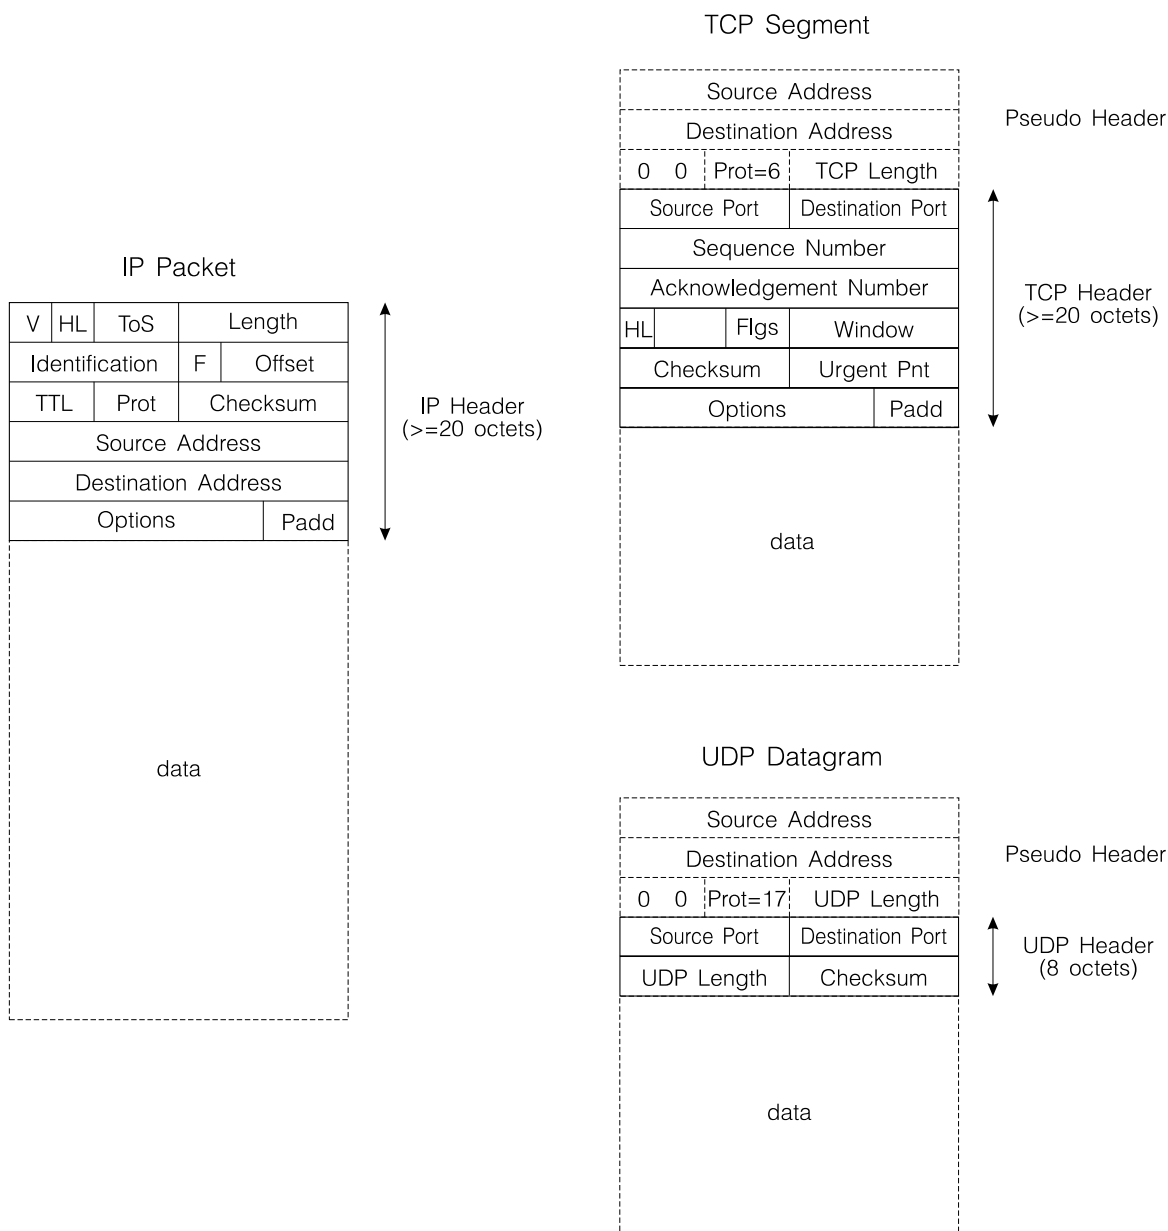 TCP Segment
Source Address
Destination Address
Pseudo Header
0 0 Prot=6 TCP Length
Source Port Destination Port
Sequence Number
Acknowledgement Number
TCP Header
(>=20 octets)
HL Flgs Window
Checksum Urgent Pnt
Options Padd
data
IP Packet
V HL ToS Length
Identification F Offset
TTL Prot Checksum
IP Header
(>=20 octets)
Source Address
Destination Address
Options Padd
data
UDP Datagram
Source Address
Destination Address
Pseudo Header
0 0 Prot=17 UDP Length
Source Port Destination Port
UDP Header
(8 octets)
UDP Length Checksum
data